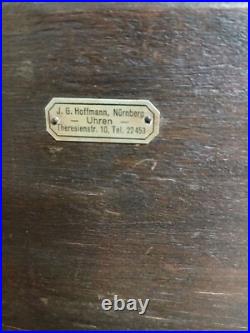 J. G. Hoffmann, Nürnberg
— Uhren —
Theresienstr. 10, Tel. 22453